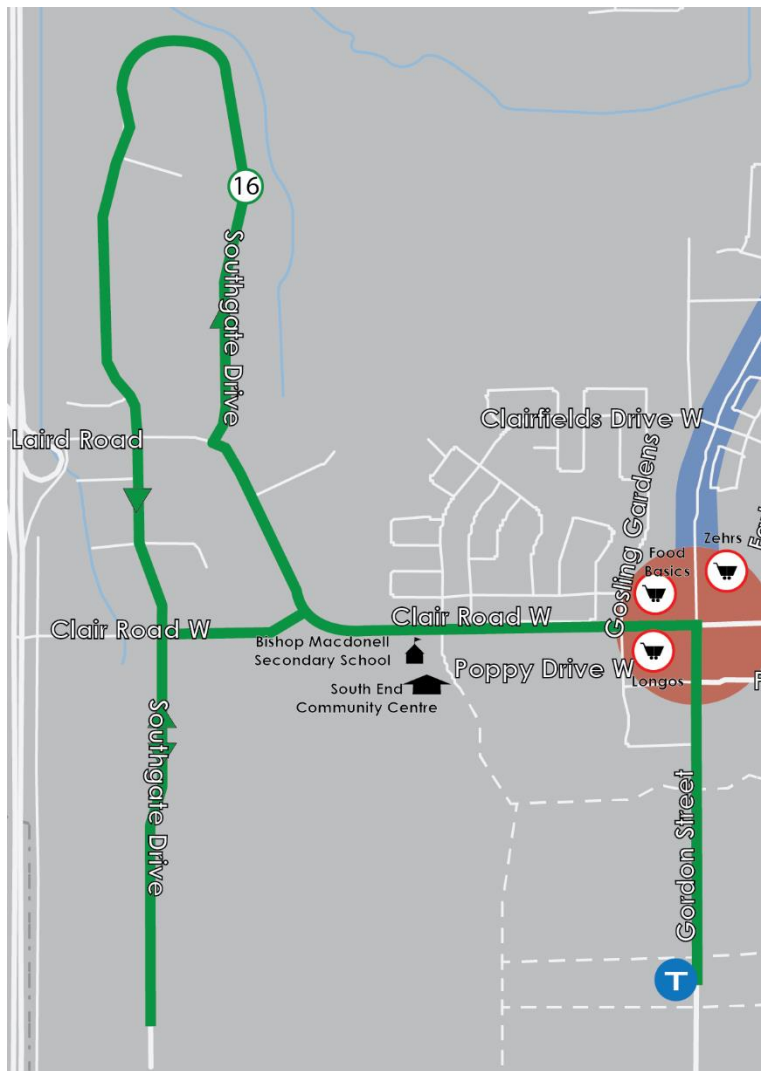 16
Southgate Drive
Clairfields Drive W
Laird Road
Gosling Gardens
Zehrs
Food
Basics
Clair Road W
Clair Road W
Bishop Macdonell
Secondary School
Poppy Drive W
Longos
South End
Community Centre
Southgate Drive
Gordon Street
T